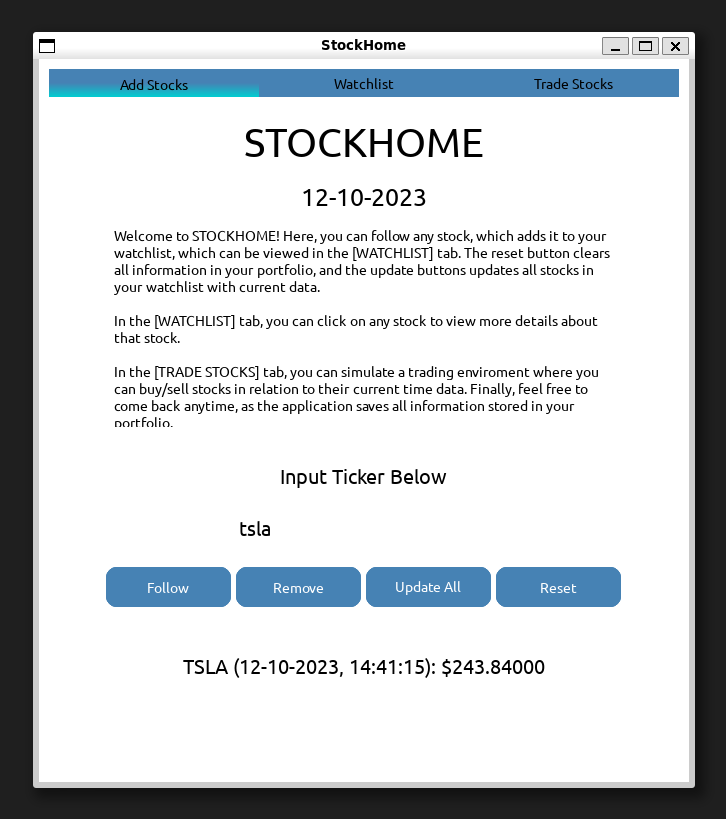 StockHome
Add Stocks Watchlist Trade Stocks
STOCKHOME
12-10-2023
Welcome to STOCKHOME! Here, you can follow any stock, which adds it to your
watchlist, which can be viewed in the [WATCHLIST] tab. The reset button clears
all information in your portfolio, and the update buttons updates all stocks in
your watchlist with current data.
In the [WATCHLIST] tab, you can click on any stock to view more details about
that stock.
In the [TRADE STOCKS] tab, you can simulate a trading enviroment where you
can buy/sell stocks in relation to their current time data. Finally, feel free to
come back anytime, as the application saves all information stored in your
portfolio.
Input Ticker Below
tsla
Follow Remove Update All Reset
TSLA (12-10-2023, 14:41:15): $243.84000